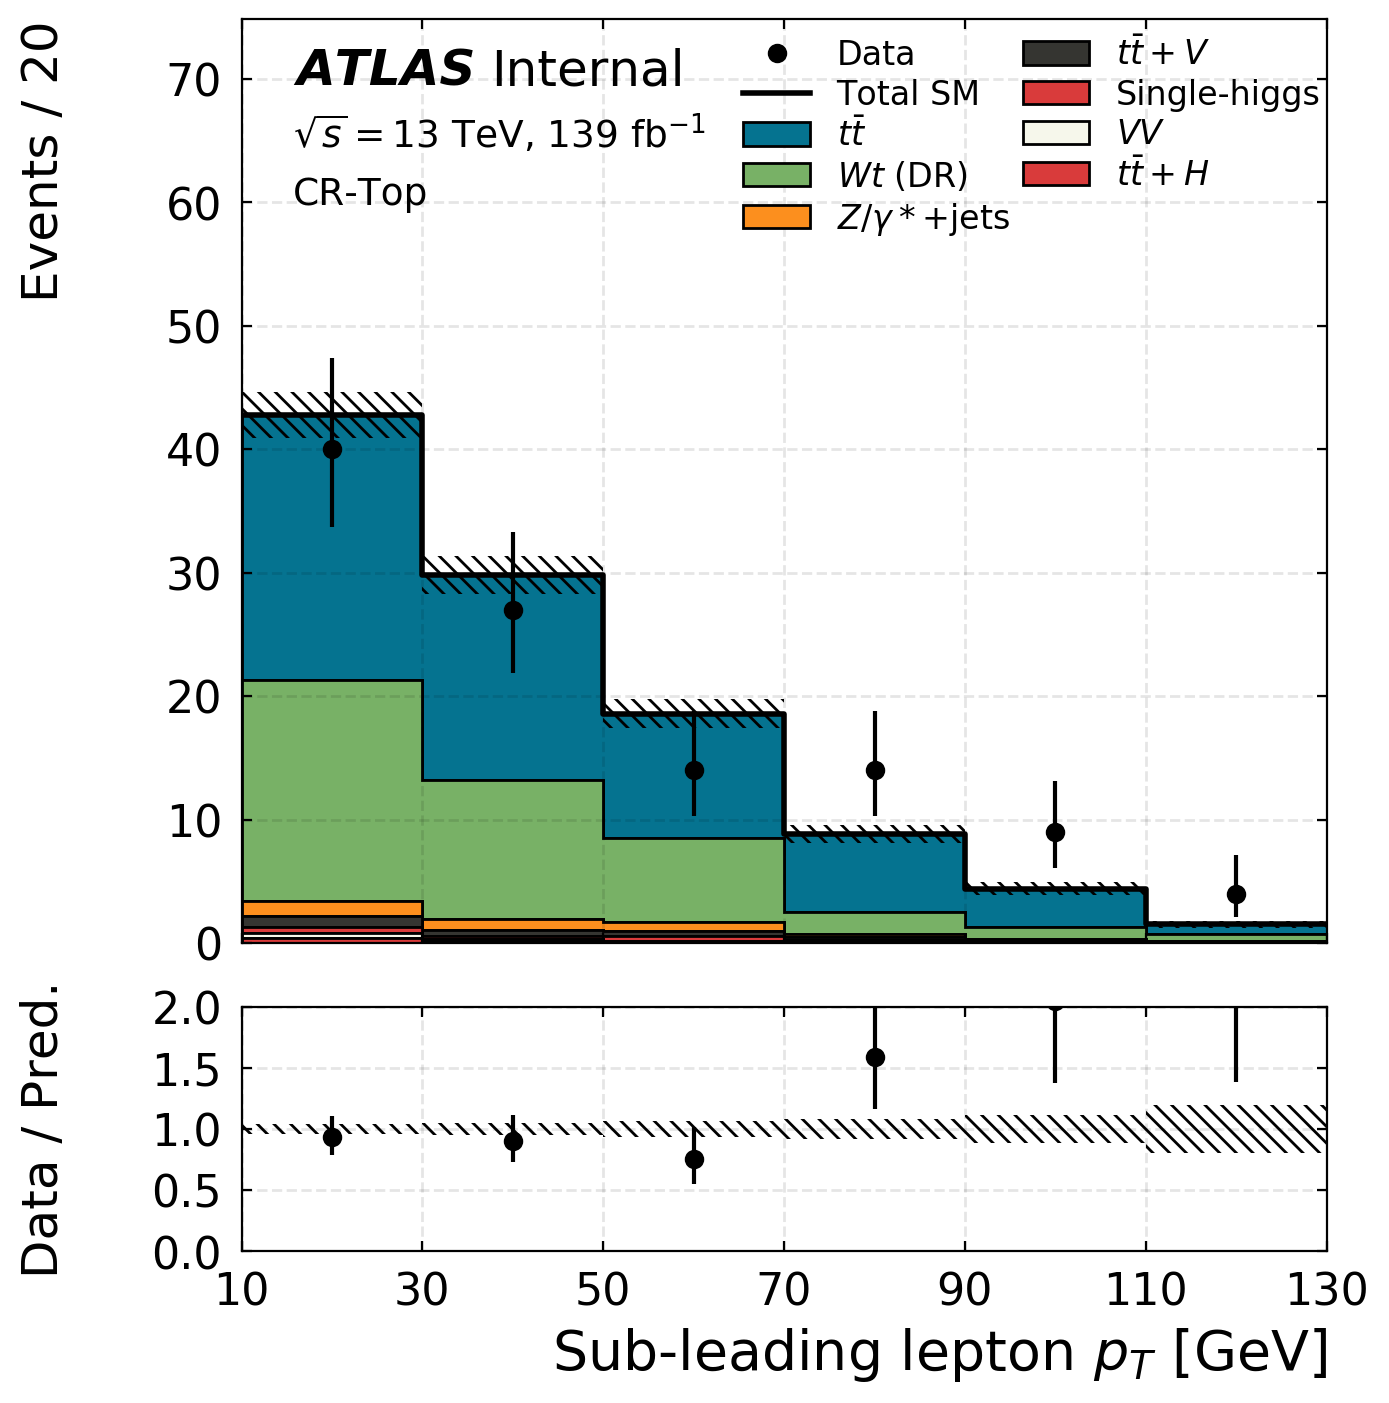 Events / 20
70
60
50
40
30
20
10
0
ATLAS Internal
√s = 13 TeV, 139 fb⁻¹
CR-Top
Data
Total SM
tt̄
Wt (DR)
Z/γ*+jets
tt̄ + V
Single-higgs
VV
tt̄ + H
Data / Pred.
2.0
1.5
1.0
0.5
0.0
10 30 50 70 90 110 130
Sub-leading lepton p_T [GeV]